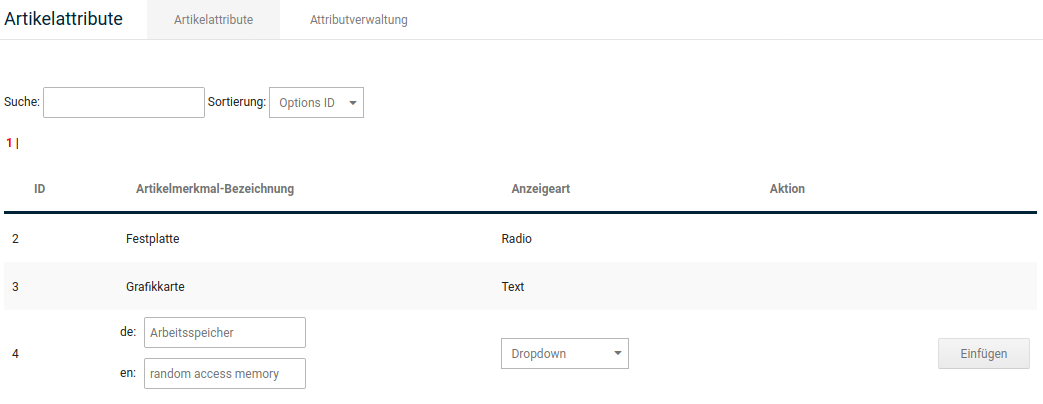 Artikelattribute Artikelattribute Attributverwaltung
Suche: Sortierung: Options ID
1 |
ID Artikelmerkmal-Bezeichnung Anzeigeart Aktion
2 Festplatte Radio
3 Grafikkarte Text
de: Arbeitsspeicher
4 Dropdown Einfügen
en: random access memory